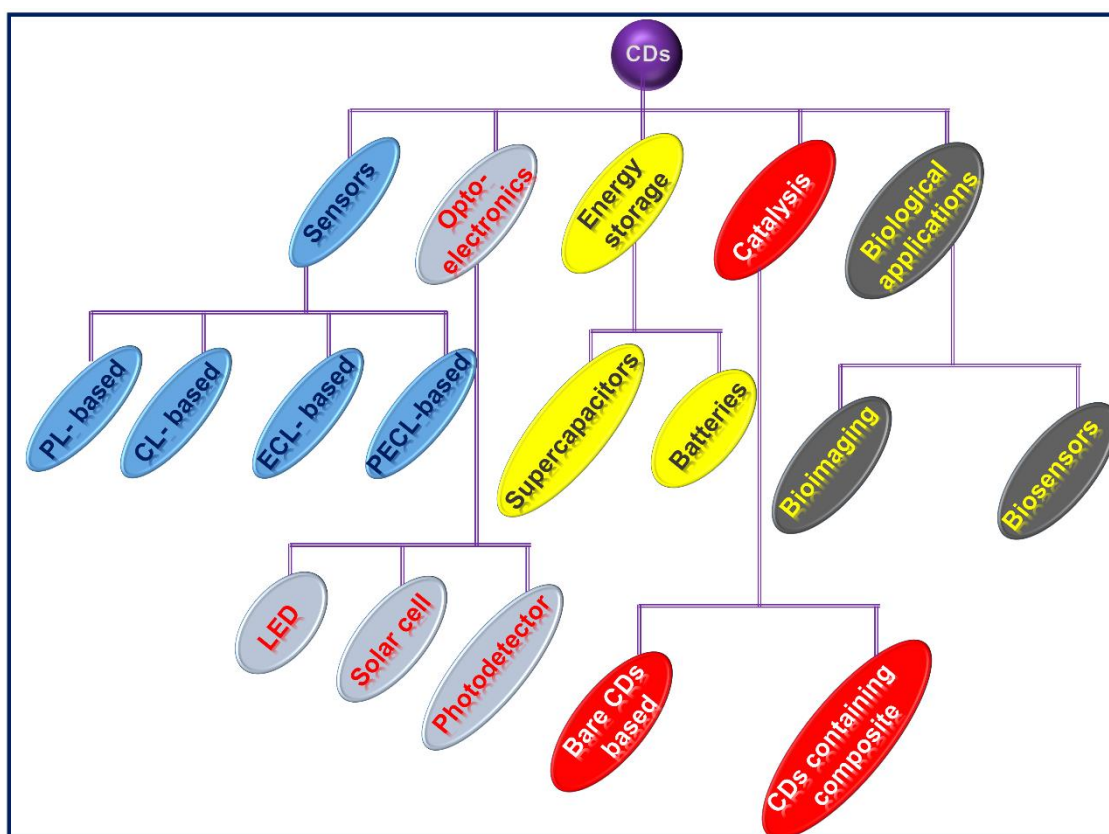 CDs
Sensors
Opto-
electronics
Energy
storage
Catalysis
Biological
applications
PL- based
CL- based
ECL- based
PECL-based
Supercapacitors
Batteries
Bioimaging
Biosensors
LED
Solar cell
Photodetector
Bare CDs
based
CDs containing
composite